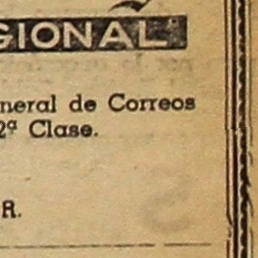 GIONAL
neral de Correos
2ª Clase.
R.